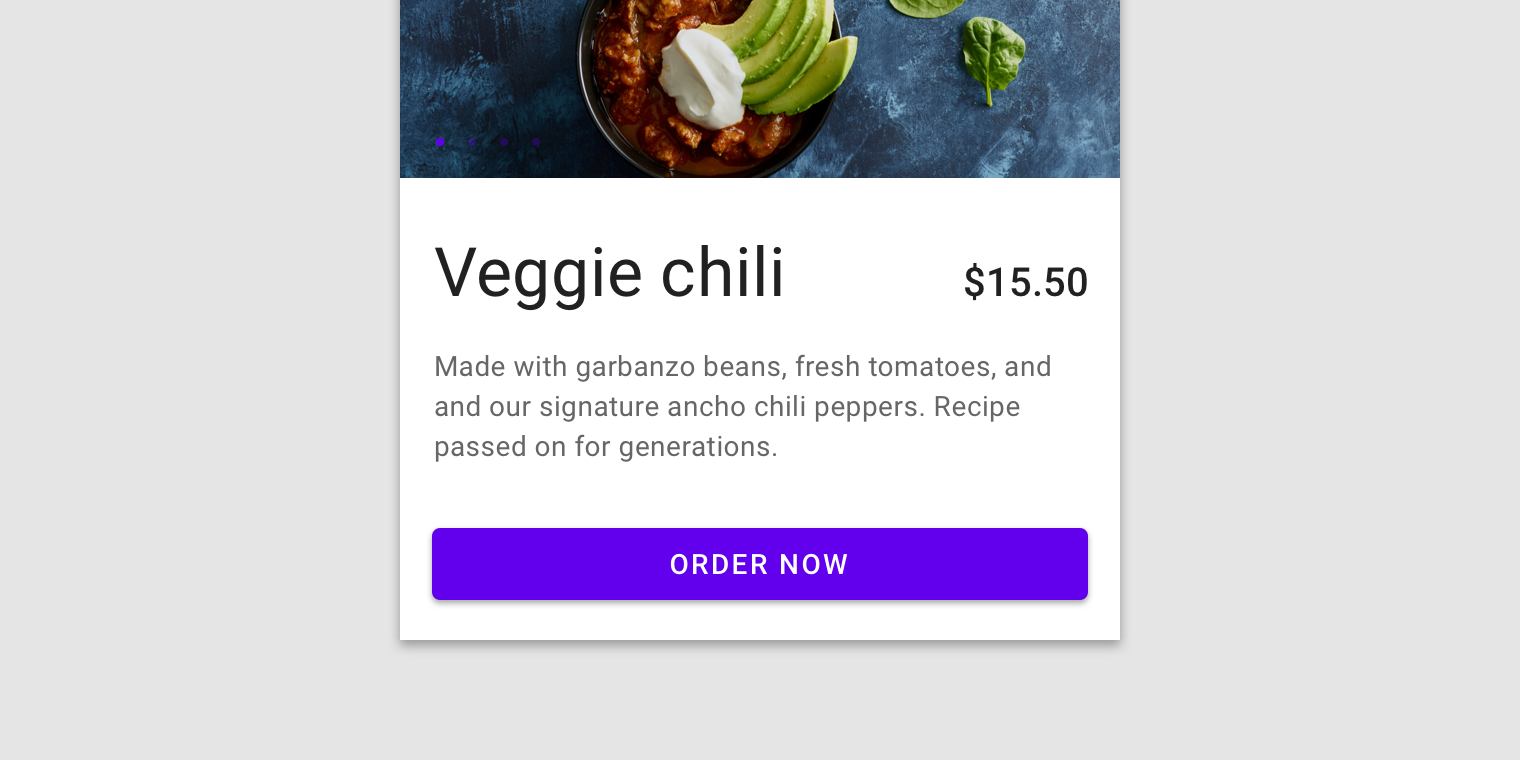 Veggie chili
$15.50
Made with garbanzo beans, fresh tomatoes, and
and our signature ancho chili peppers. Recipe
passed on for generations.
ORDER NOW